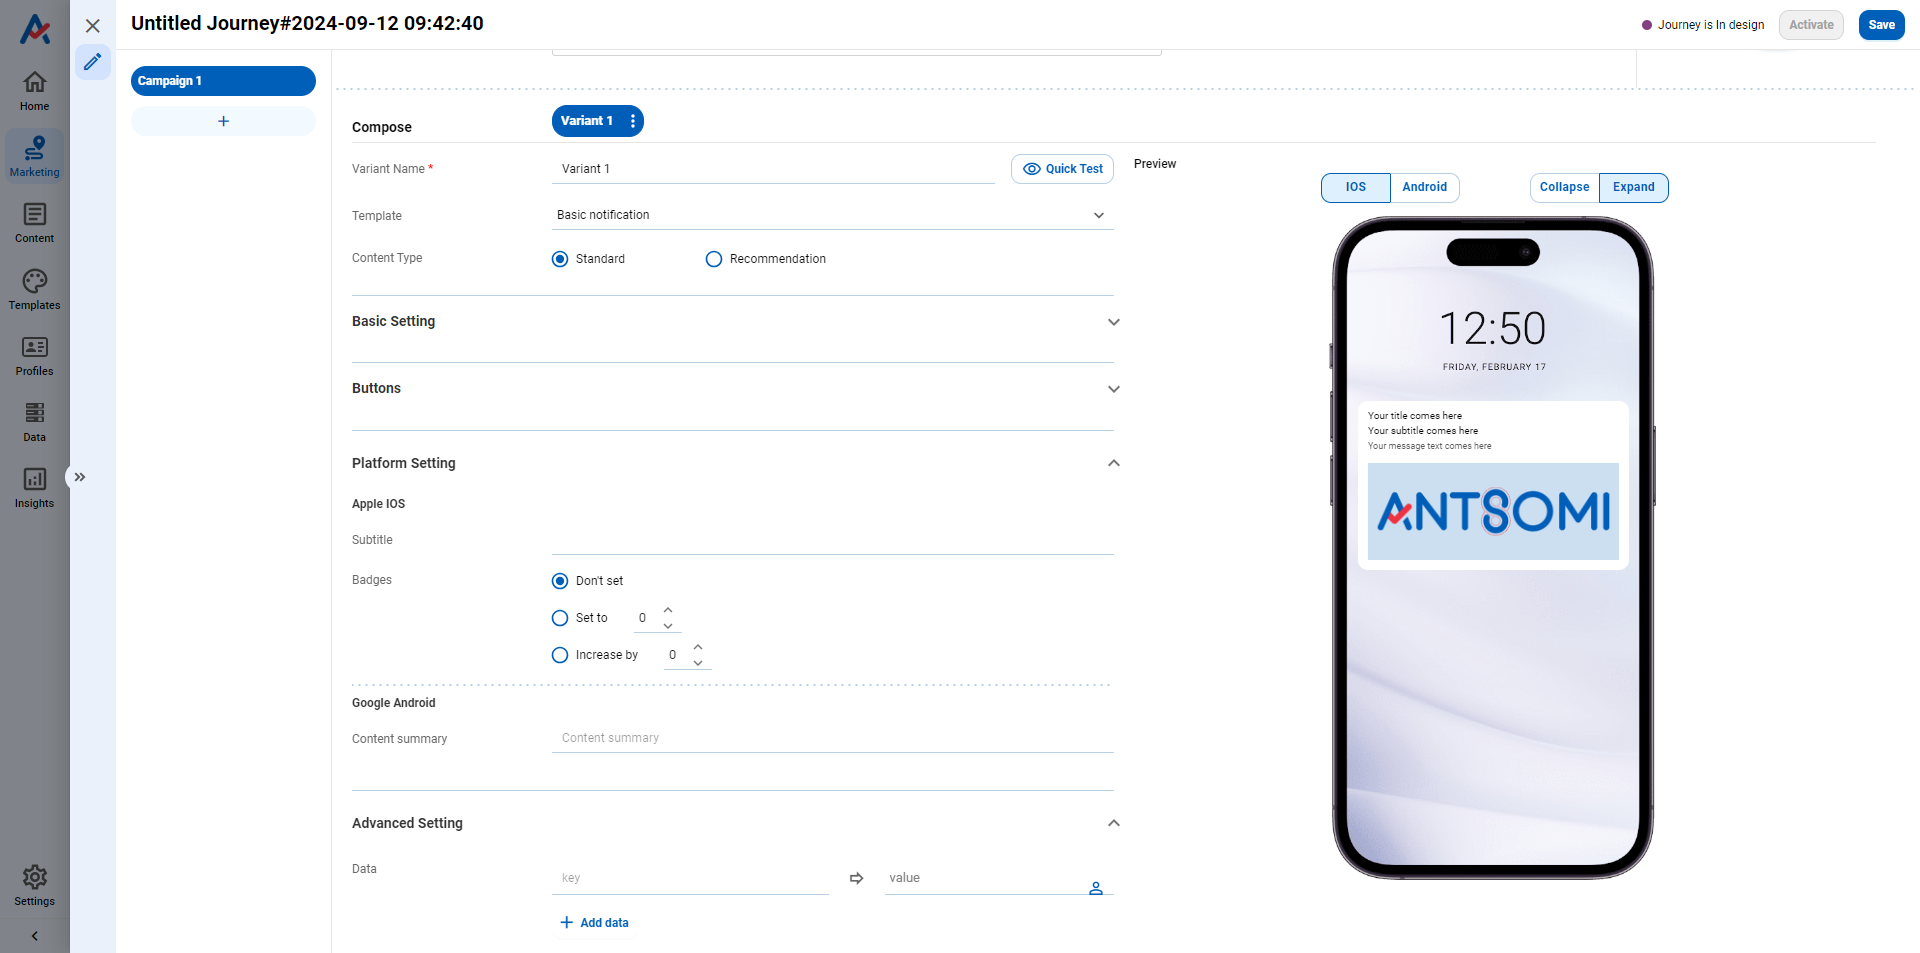 Untitled Journey#2024-09-12 09:42:40
Journey is In design
Activate
Save
Home
Marketing
Content
Templates
Profiles
Data
Insights
Settings
Campaign 1
Compose
Variant 1
Variant Name *
Variant 1
Quick Test
Template
Basic notification
Content Type
Standard
Recommendation
Basic Setting
Buttons
Platform Setting
Apple IOS
Subtitle
Badges
Don't set
Set to
0
Increase by
0
Google Android
Content summary
Content summary
Advanced Setting
Data
key
value
Add data
Preview
IOS
Android
Collapse
Expand
12:50
FRIDAY, FEBRUARY 17
Your title comes here
Your subtitle comes here
Your message text comes here
ANTSOMI